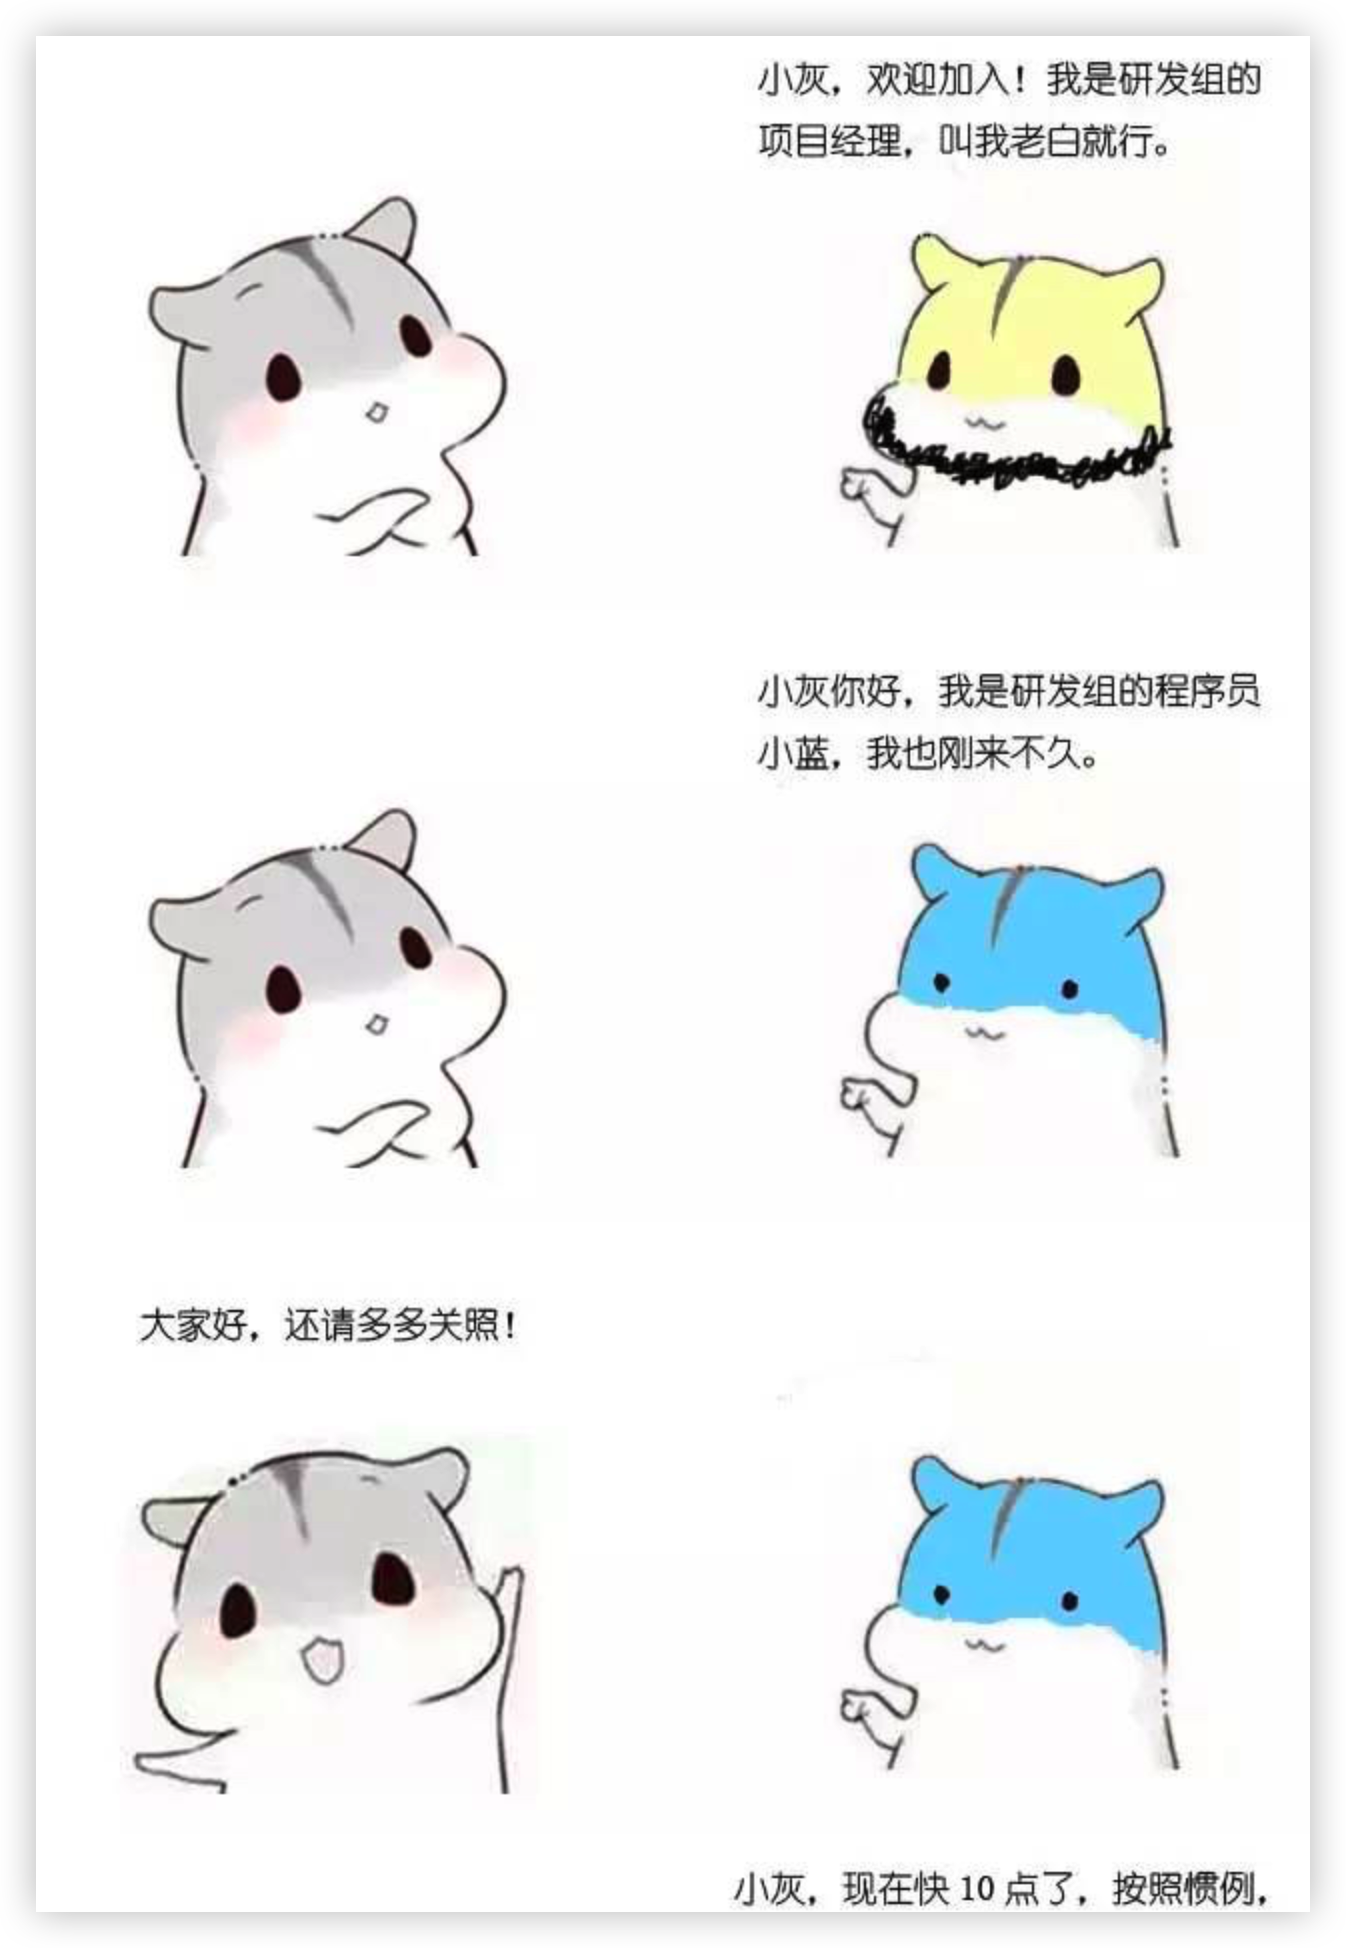 小灰，欢迎加入！我是研发组的
项目经理，叫我老白就行。
小灰你好，我是研发组的程序员
小蓝，我也刚来不久。
大家好，还请多多关照！
小灰，现在快 10 点了，按照惯例，